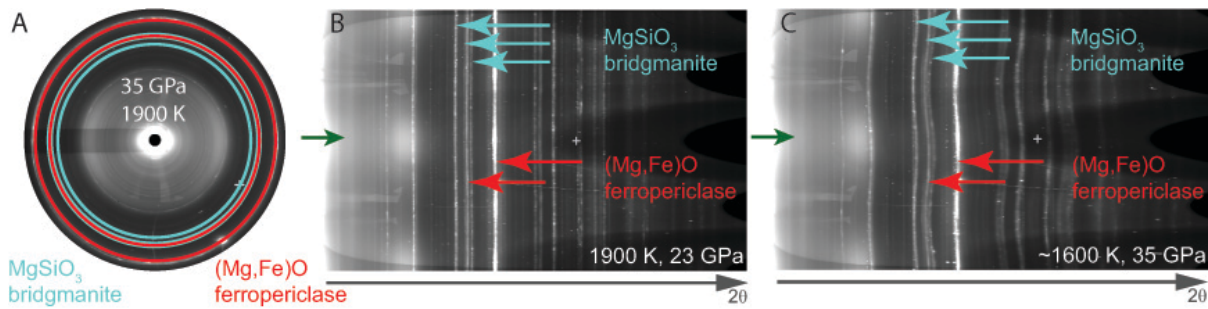 A
35 GPa
1900 K
MgSiO₃
bridgmanite
(Mg,Fe)O
ferropericlase
B
MgSiO₃
bridgmanite
(Mg,Fe)O
ferropericlase
1900 K, 23 GPa
2θ
C
MgSiO₃
bridgmanite
(Mg,Fe)O
ferropericlase
~1600 K, 35 GPa
2θ